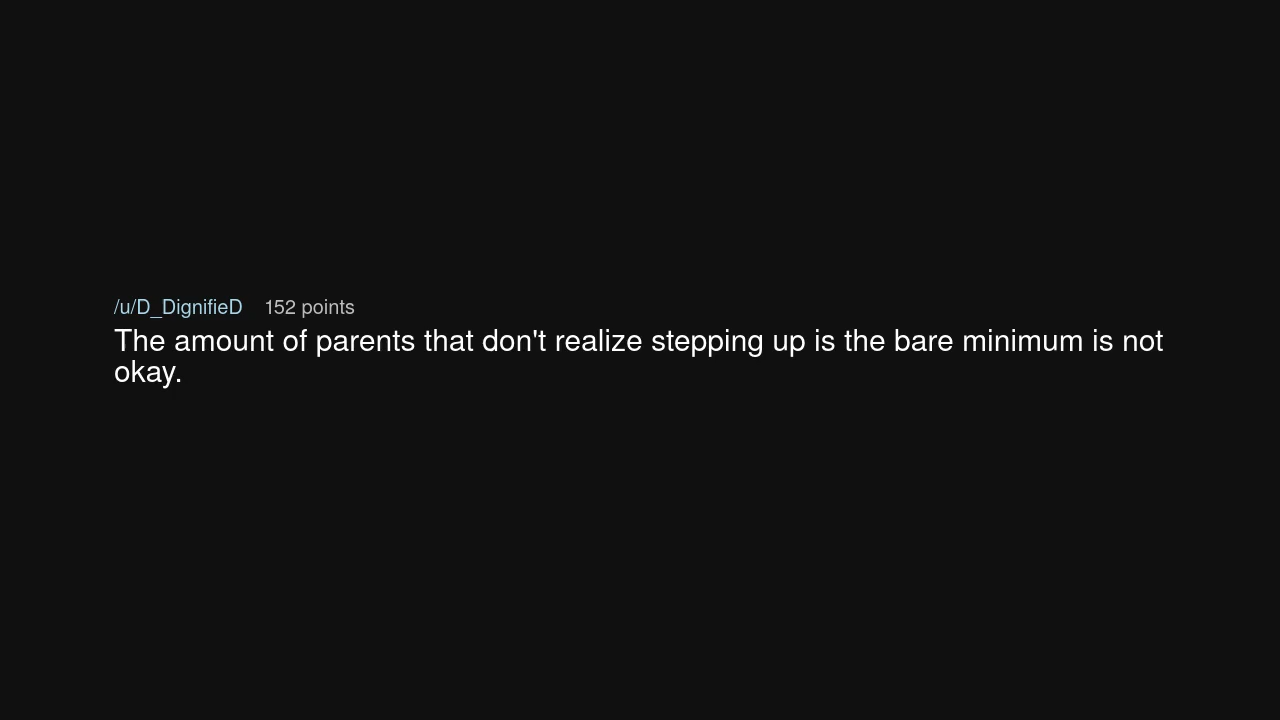 /u/D_DignifieD 152 points
The amount of parents that don't realize stepping up is the bare minimum is not
okay.